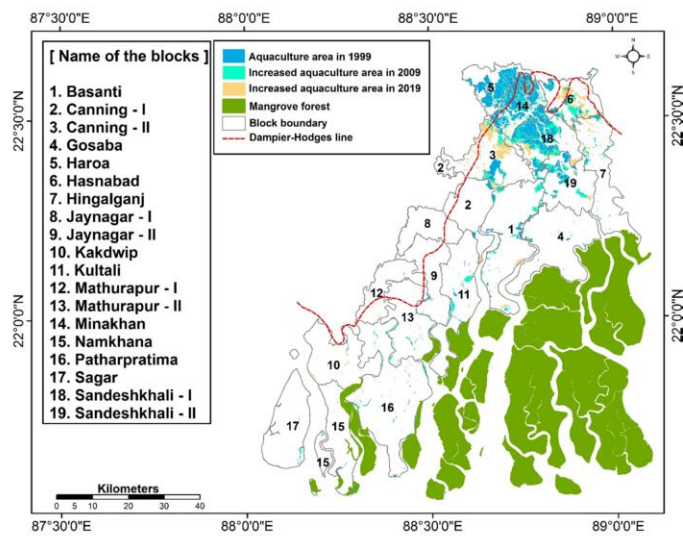 87°30'0"E 88°0'0"E 88°30'0"E 89°0'0"E
[ Name of the blocks ]
1. Basanti
2. Canning - I
3. Canning - II
4. Gosaba
5. Haroa
6. Hasnabad
7. Hingalganj
8. Jaynagar - I
9. Jaynagar - II
10. Kakdwip
11. Kultali
12. Mathurapur - I
13. Mathurapur - II
14. Minakhan
15. Namkhana
16. Patharpratima
17. Sagar
18. Sandeshkhali - I
19. Sandeshkhali - II
Aquaculture area in 1999
Increased aquaculture area in 2009
Increased aquaculture area in 2019
Mangrove forest
Block boundary
Dampier-Hodges line
N
W E
S
22°30'0"N 22°30'0"N
22°0'0"N 22°0'0"N
5
14
6
18
3
2
19
7
2
8
1
4
9
11
12
13
10
16
17
15
15
Kilometers
0 5 10 20 30 40
87°30'0"E 88°0'0"E 88°30'0"E 89°0'0"E